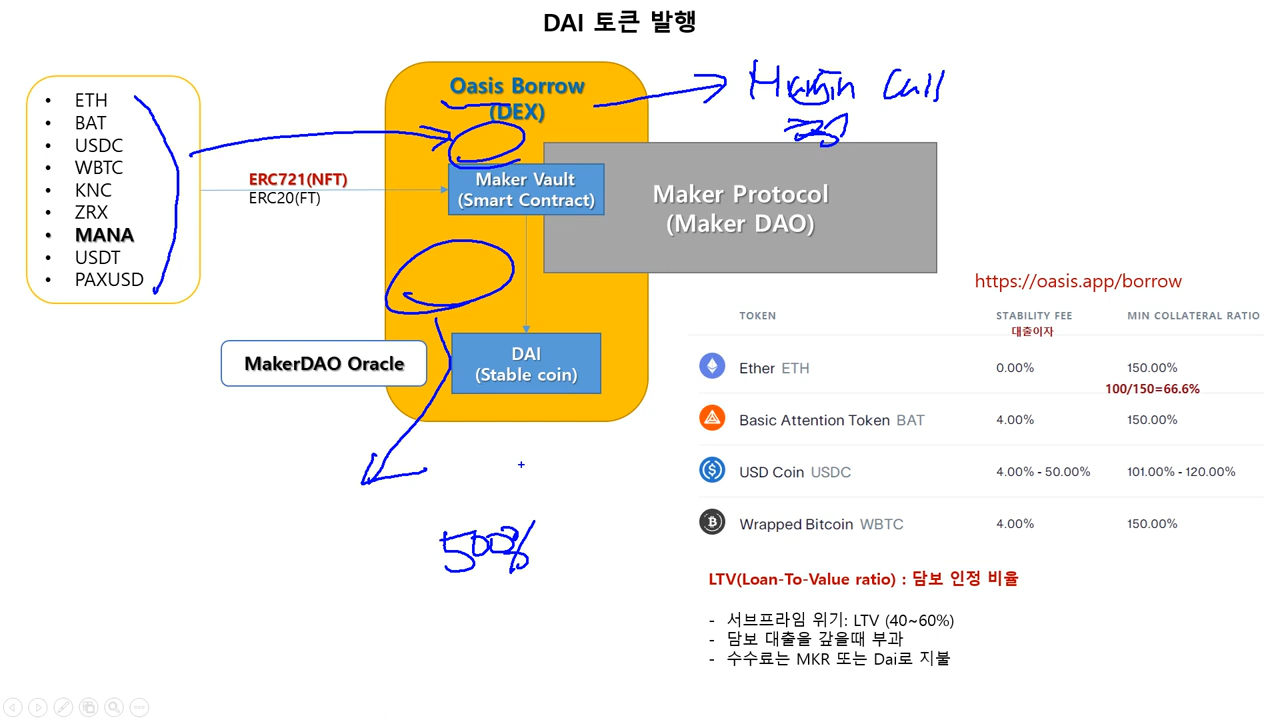 DAI 토큰 발행
• ETH
• BAT
• USDC
• WBTC
• KNC
• ZRX
• MANA
• USDT
• PAXUSD
ERC721(NFT)
ERC20(FT)
Oasis Borrow
(DEX)
Margin Call
Maker Vault
(Smart Contract)
Maker Protocol
(Maker DAO)
MakerDAO Oracle
DAI
(Stable coin)
500%
https://oasis.app/borrow
TOKEN STABILITY FEE MIN COLLATERAL RATIO
대출이자
Ether ETH 0.00% 150.00%
100/150=66.6%
Basic Attention Token BAT 4.00% 150.00%
USD Coin USDC 4.00% - 50.00% 101.00% - 120.00%
Wrapped Bitcoin WBTC 4.00% 150.00%
LTV(Loan-To-Value ratio) : 담보 인정 비율
- 서브프라임 위기: LTV (40~60%)
- 담보 대출을 갚을때 부과
- 수수료는 MKR 또는 Dai로 지불